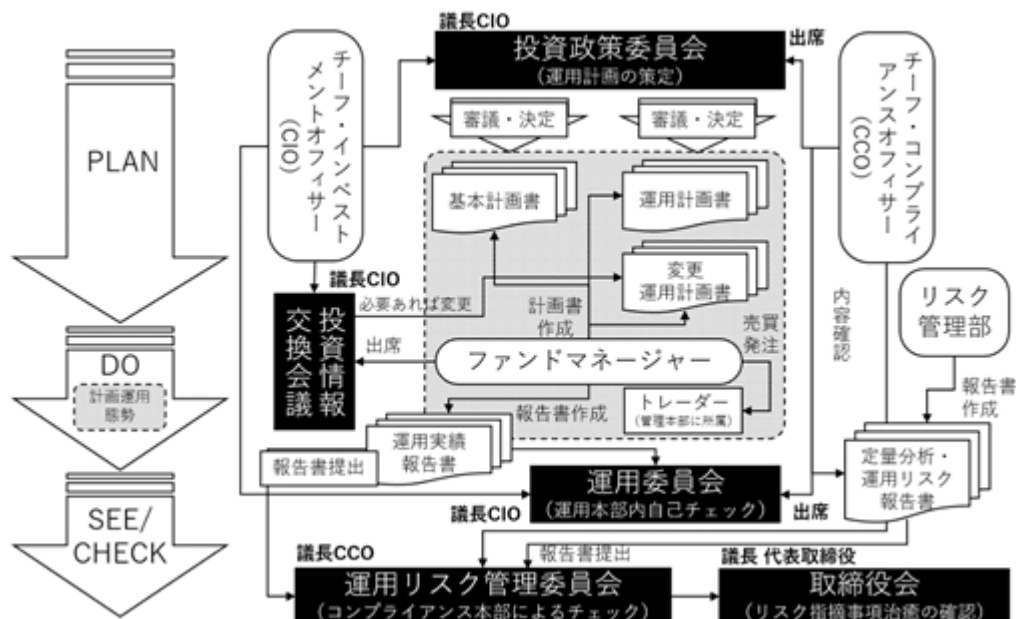 議長CIO
投資政策委員会
(運用計画の策定)
出席
チーフ・インベスト
メントオフィサー
(CIO)
チーフ・コンプライ
アンスオフィサー
(CCO)
PLAN
審議・決定
審議・決定
基本計画書
運用計画書
変更
運用計画書
議長CIO
必要あれば変更
計画書
作成
投資情報
交換会議
出席
ファンドマネージャー
売買
発注
内容確認
リスク
管理部
DO
計画運用
態勢
報告書作成
トレーダー
(管理本部に所属)
報告書
作成
運用実績
報告書
報告書提出
定量分析・
運用リスク
報告書
運用委員会
(運用本部内自己チェック)
議長CIO
出席
SEE/
CHECK
議長CCO
報告書提出
議長 代表取締役
運用リスク管理委員会
(コンプライアンス本部によるチェック)
取締役会
(リスク指摘事項治癒の確認)